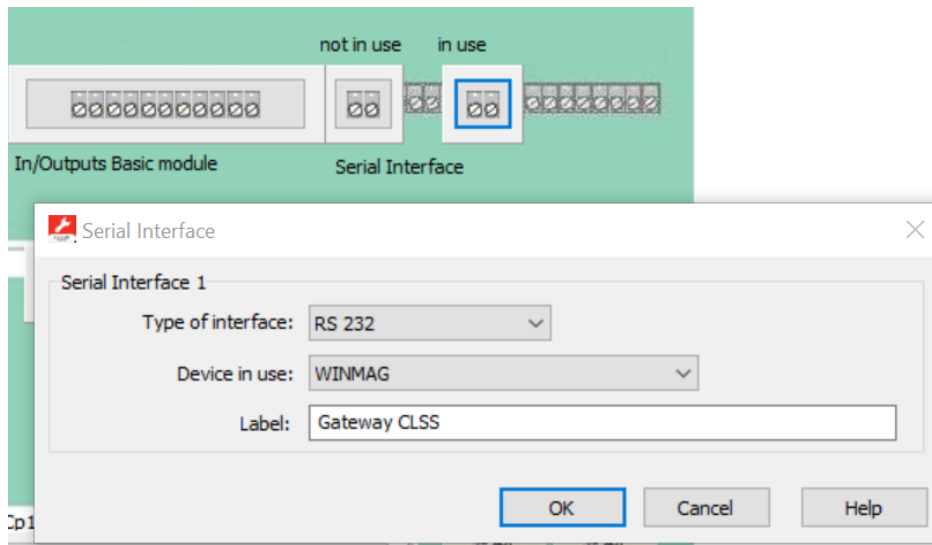 not in use in use
In/Outputs Basic module
Serial Interface
Serial Interface
Serial Interface 1
Type of interface: RS 232
Device in use: WINMAG
Label: Gateway CLSS
OK Cancel Help
Cp1